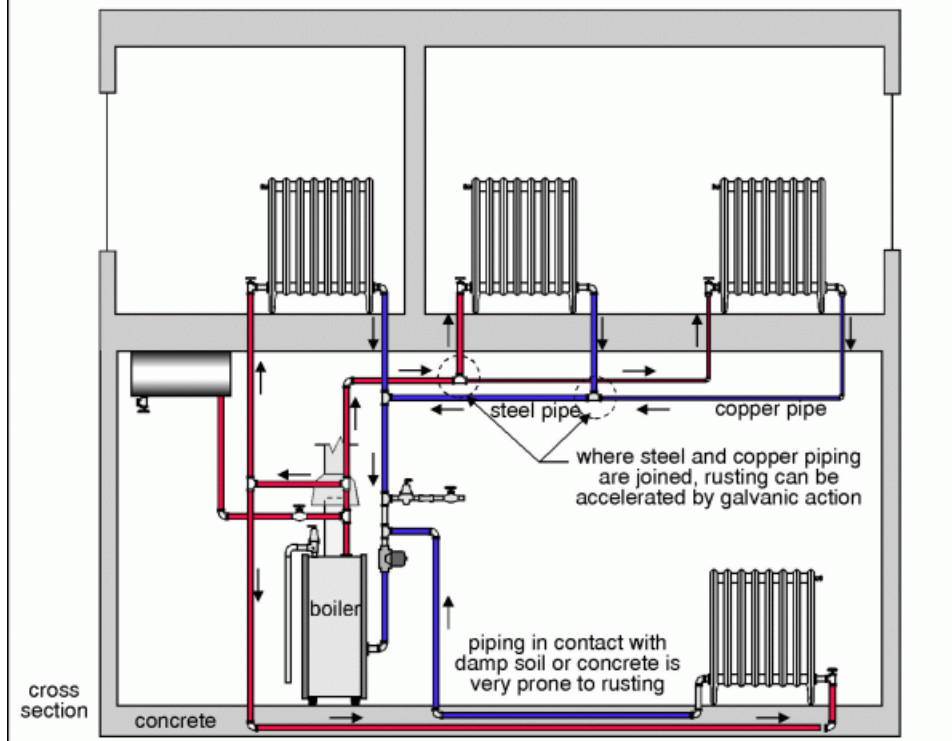 steel pipe
copper pipe
where steel and copper piping
are joined, rusting can be
accelerated by galvanic action
boiler
piping in contact with
damp soil or concrete is
very prone to rusting
cross
section
concrete